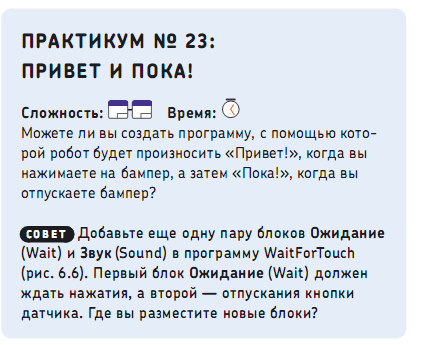 ПРАКТИКУМ № 23:
ПРИВЕТ И ПОКА!
Сложность: Время:
Можете ли вы создать программу, с помощью кото-
рой робот будет произносить «Привет!», когда вы
нажимаете на бампер, а затем «Пока!», когда вы
отпускаете бампер?
СОВЕТ Добавьте еще одну пару блоков Ожидание
(Wait) и Звук (Sound) в программу WaitForTouch
(рис. 6.6). Первый блок Ожидание (Wait) должен
ждать нажатия, а второй — отпускания кнопки
датчика. Где вы разместите новые блоки?